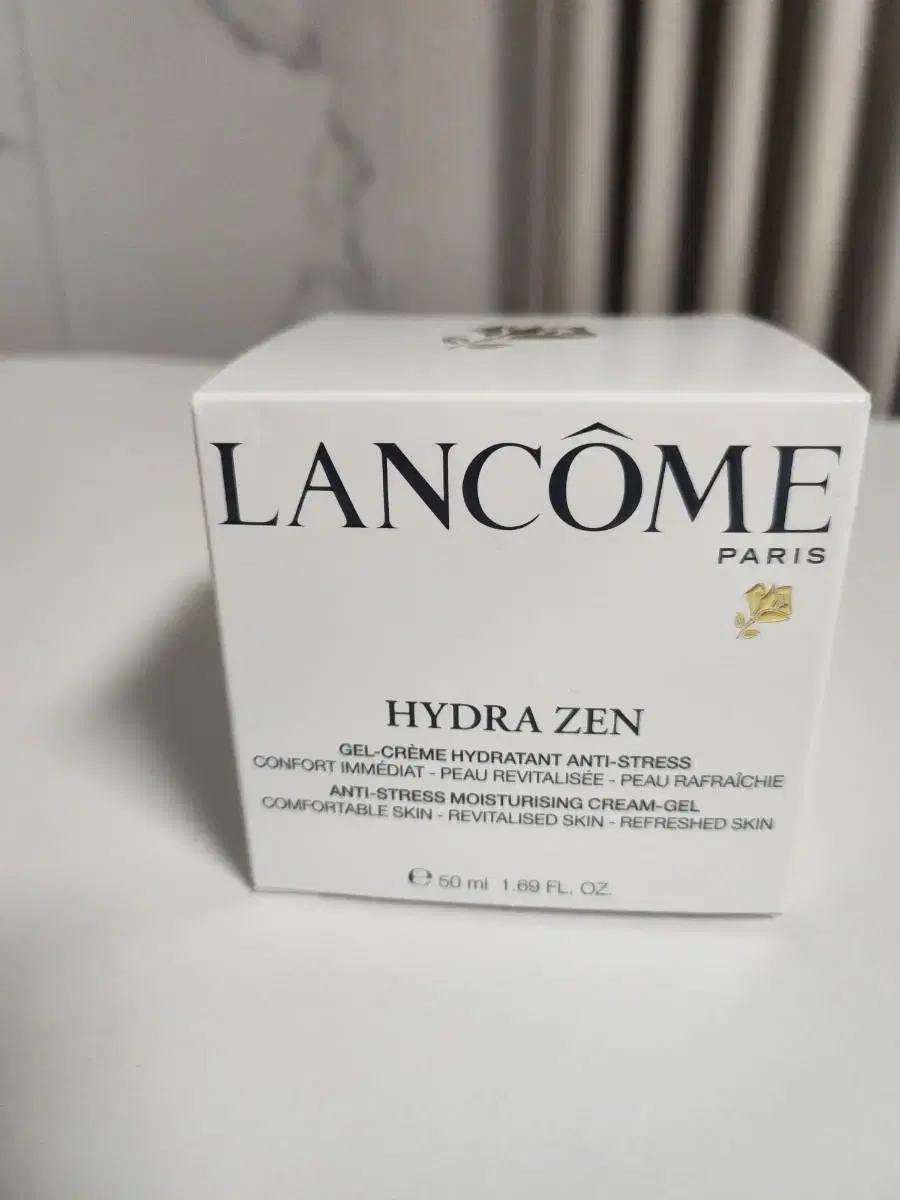 LANCÔME
PARIS
HYDRA ZEN
GEL-CRÈME HYDRATANT ANTI-STRESS
CONFORT IMMÉDIAT - PEAU REVITALISÉE - PEAU RAFRAÎCHIE
ANTI-STRESS MOISTURISING CREAM-GEL
COMFORTABLE SKIN - REVITALISED SKIN - REFRESHED SKIN
℮ 50 ml 1.69 FL. OZ.